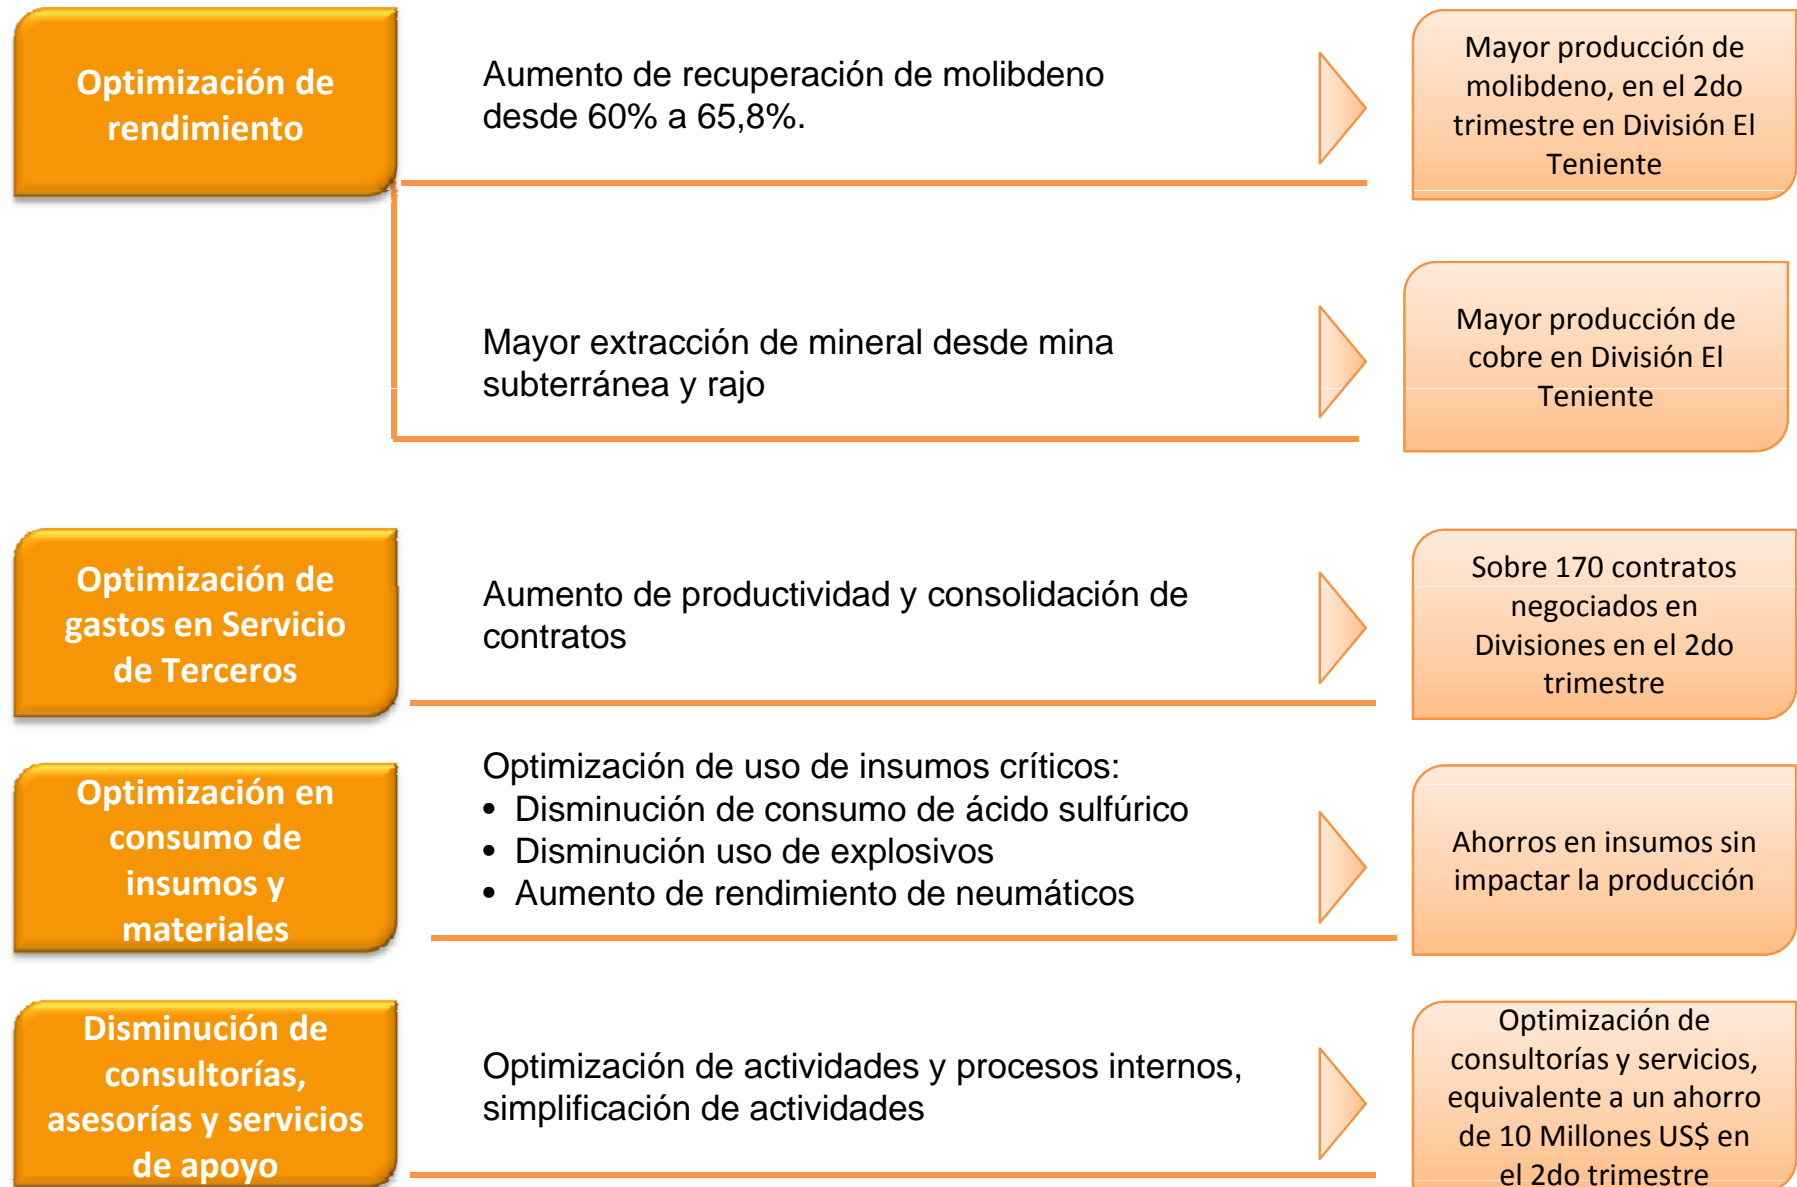 Optimización de
rendimiento
Aumento de recuperación de molibdeno
desde 60% a 65,8%.
Mayor producción de
molibdeno, en el 2do
trimestre en División El
Teniente
Mayor extracción de mineral desde mina
subterránea y rajo
Mayor producción de
cobre en División El
Teniente
Optimización de
gastos en Servicio
de Terceros
Aumento de productividad y consolidación de
contratos
Sobre 170 contratos
negociados en
Divisiones en el 2do
trimestre
Optimización en
consumo de
insumos y
materiales
Optimización de uso de insumos críticos:
• Disminución de consumo de ácido sulfúrico
• Disminución uso de explosivos
• Aumento de rendimiento de neumáticos
Ahorros en insumos sin
impactar la producción
Disminución de
consultorías,
asesorías y servicios
de apoyo
Optimización de actividades y procesos internos,
simplificación de actividades
Optimización de
consultorías y servicios,
equivalente a un ahorro
de 10 Millones US$ en
el 2do trimestre